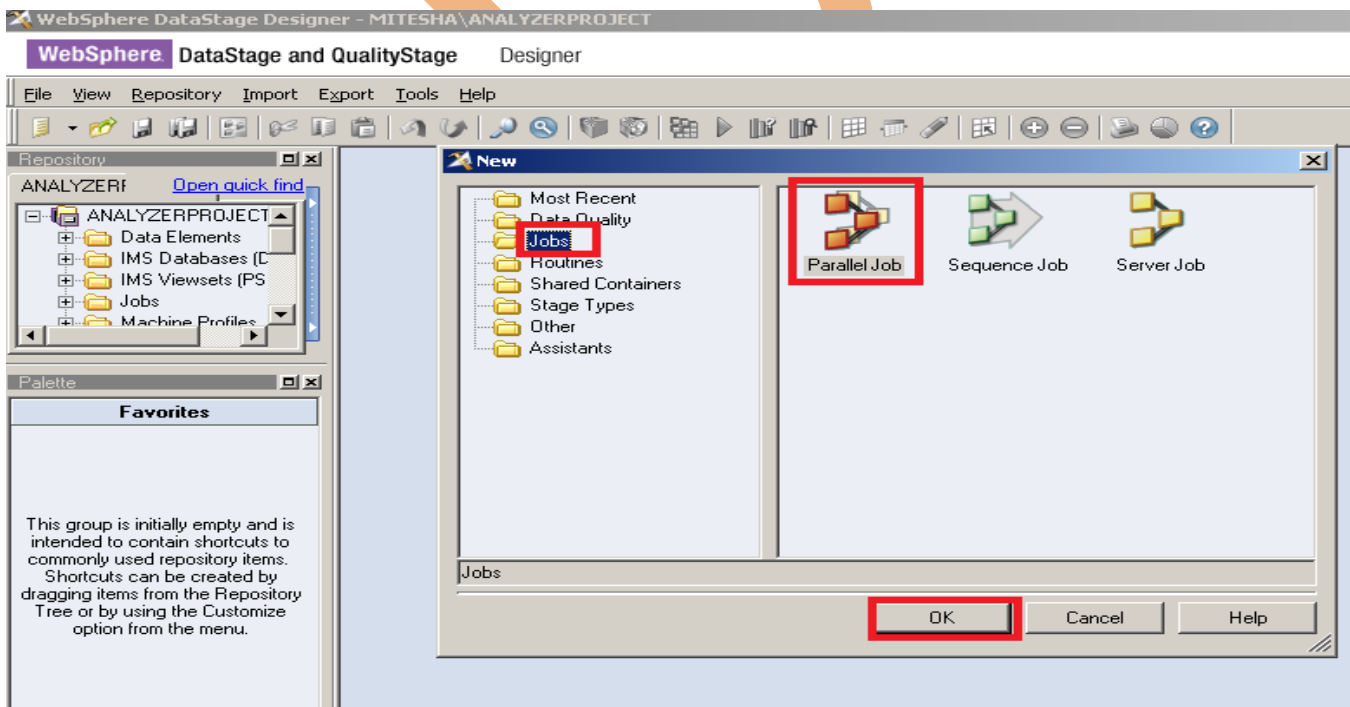 WebSphere DataStage Designer - MITESHA\ANALYZERPROJECT
WebSphere. DataStage and QualityStage Designer
File View Repository Import Export Tools Help
Repository
ANALYZERF Open quick find
ANALYZERPROJECT
Data Elements
IMS Databases (D
IMS Viewsets (PS
Jobs
Machine Profiles
Palette
Favorites
This group is initially empty and is
intended to contain shortcuts to
commonly used repository items.
Shortcuts can be created by
dragging items from the Repository
Tree or by using the Customize
option from the menu.
New
Most Recent
Data Quality
Jobs
Routines
Shared Containers
Stage Types
Other
Assistants
Parallel Job Sequence Job Server Job
Jobs
OK Cancel Help